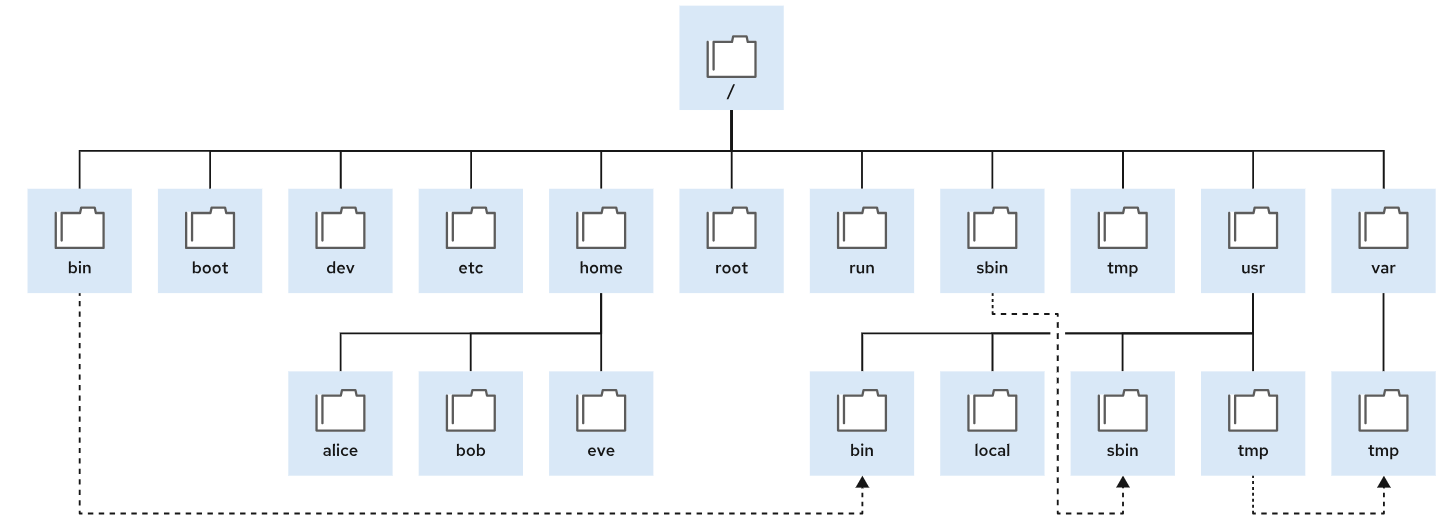 /
bin
boot
dev
etc
home
root
run
sbin
tmp
usr
var
alice
bob
eve
bin
local
sbin
tmp
tmp